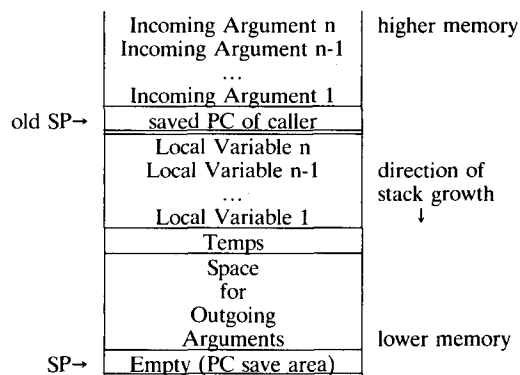 Incoming Argument n higher memory
Incoming Argument n-1
...
Incoming Argument 1
old SP→ saved PC of caller
Local Variable n
Local Variable n-1 direction of
... stack growth
Local Variable 1 ↓
Temps
Space
for
Outgoing
Arguments lower memory
SP→ Empty (PC save area)